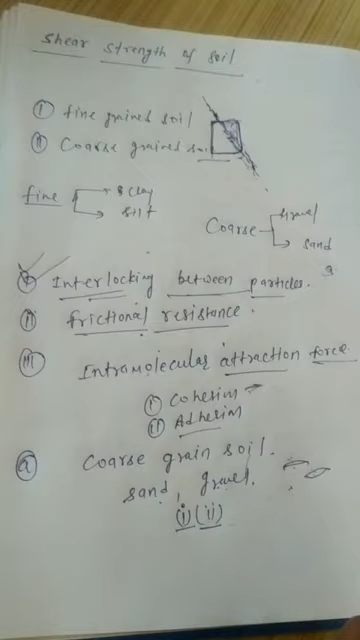 Shear Strength of soil
(I) fine grained soil
(II) Coarse grained soil
fine → clay
→ silt
Coarse → Gravel
→ sand
(I) Interlocking between particles.
(II) frictional resistance.
(III) Intramolecular attraction force.
(I) Cohesion
(II) Adhesion
(a) Coarse grain soil.
sand, gravel.
(i) (ii)